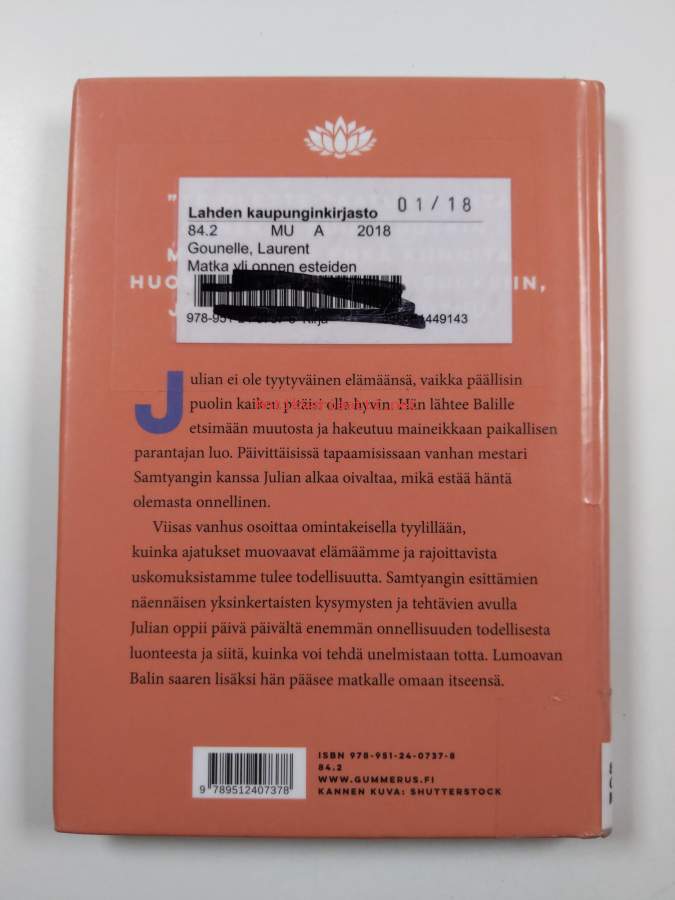 01/18
Lahden kaupunginkirjasto
84.2 MU A 2018
Gounelle, Laurent
Matka yli onnen esteiden
HUO
978-951-
449143
Julian ei ole tyytyväinen elämäänsä, vaikka päällisin
puolin kaiken pitäisi olla hyvin. Hän lähtee Balille
etsimään muutosta ja hakeutuu maineikkaan paikallisen
parantajan luo. Päivittäisissä tapaamisissaan vanhan mestari
Samtyangin kanssa Julian alkaa oivaltaa, mikä estää häntä
olemasta onnellinen.
Viisas vanhus osoittaa omintakeisella tyylillään,
kuinka ajatukset muovaavat elämäämme ja rajoittavista
uskomuksistamme tulee todellisuutta. Samtyangin esittämien
näennäisen yksinkertaisten kysymysten ja tehtävien avulla
Julian oppii päivä päivältä enemmän onnellisuuden todellisesta
luonteesta ja siitä, kuinka voi tehdä unelmistaan totta. Lumoavan
Balin saaren lisäksi hän pääsee matkalle omaan itseensä.
ISBN 978-951-24-0737-8
84.2
WWW.GUMMERUS.FI
KANNEN KUVA: SHUTTERSTOCK
9 789512 407378